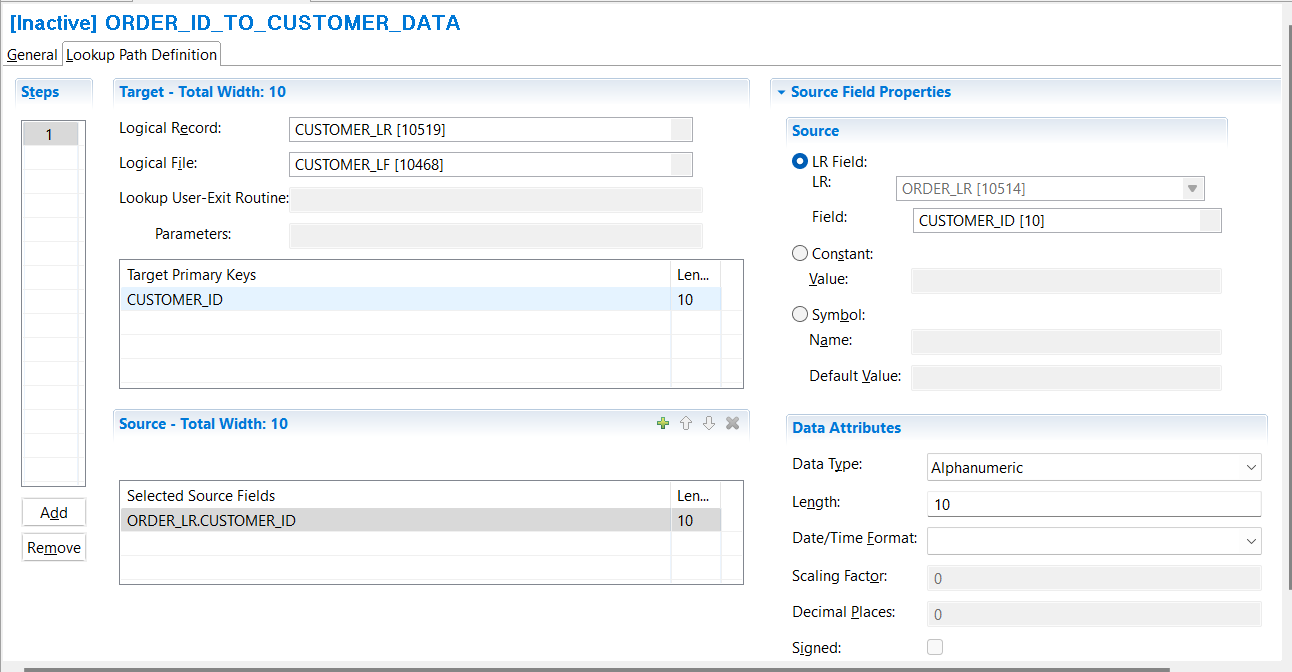 [Inactive] ORDER_ID_TO_CUSTOMER_DATA
General Lookup Path Definition
Steps
1
Add
Remove
Target - Total Width: 10
Logical Record: CUSTOMER_LR [10519]
Logical File: CUSTOMER_LF [10468]
Lookup User-Exit Routine:
Parameters:
Target Primary Keys Len...
CUSTOMER_ID 10
Source - Total Width: 10
Selected Source Fields Len...
ORDER_LR.CUSTOMER_ID 10
Source Field Properties
Source
LR Field:
LR: ORDER_LR [10514]
Field: CUSTOMER_ID [10]
Constant:
Value:
Symbol:
Name:
Default Value:
Data Attributes
Data Type: Alphanumeric
Length: 10
Date/Time Format:
Scaling Factor: 0
Decimal Places: 0
Signed: